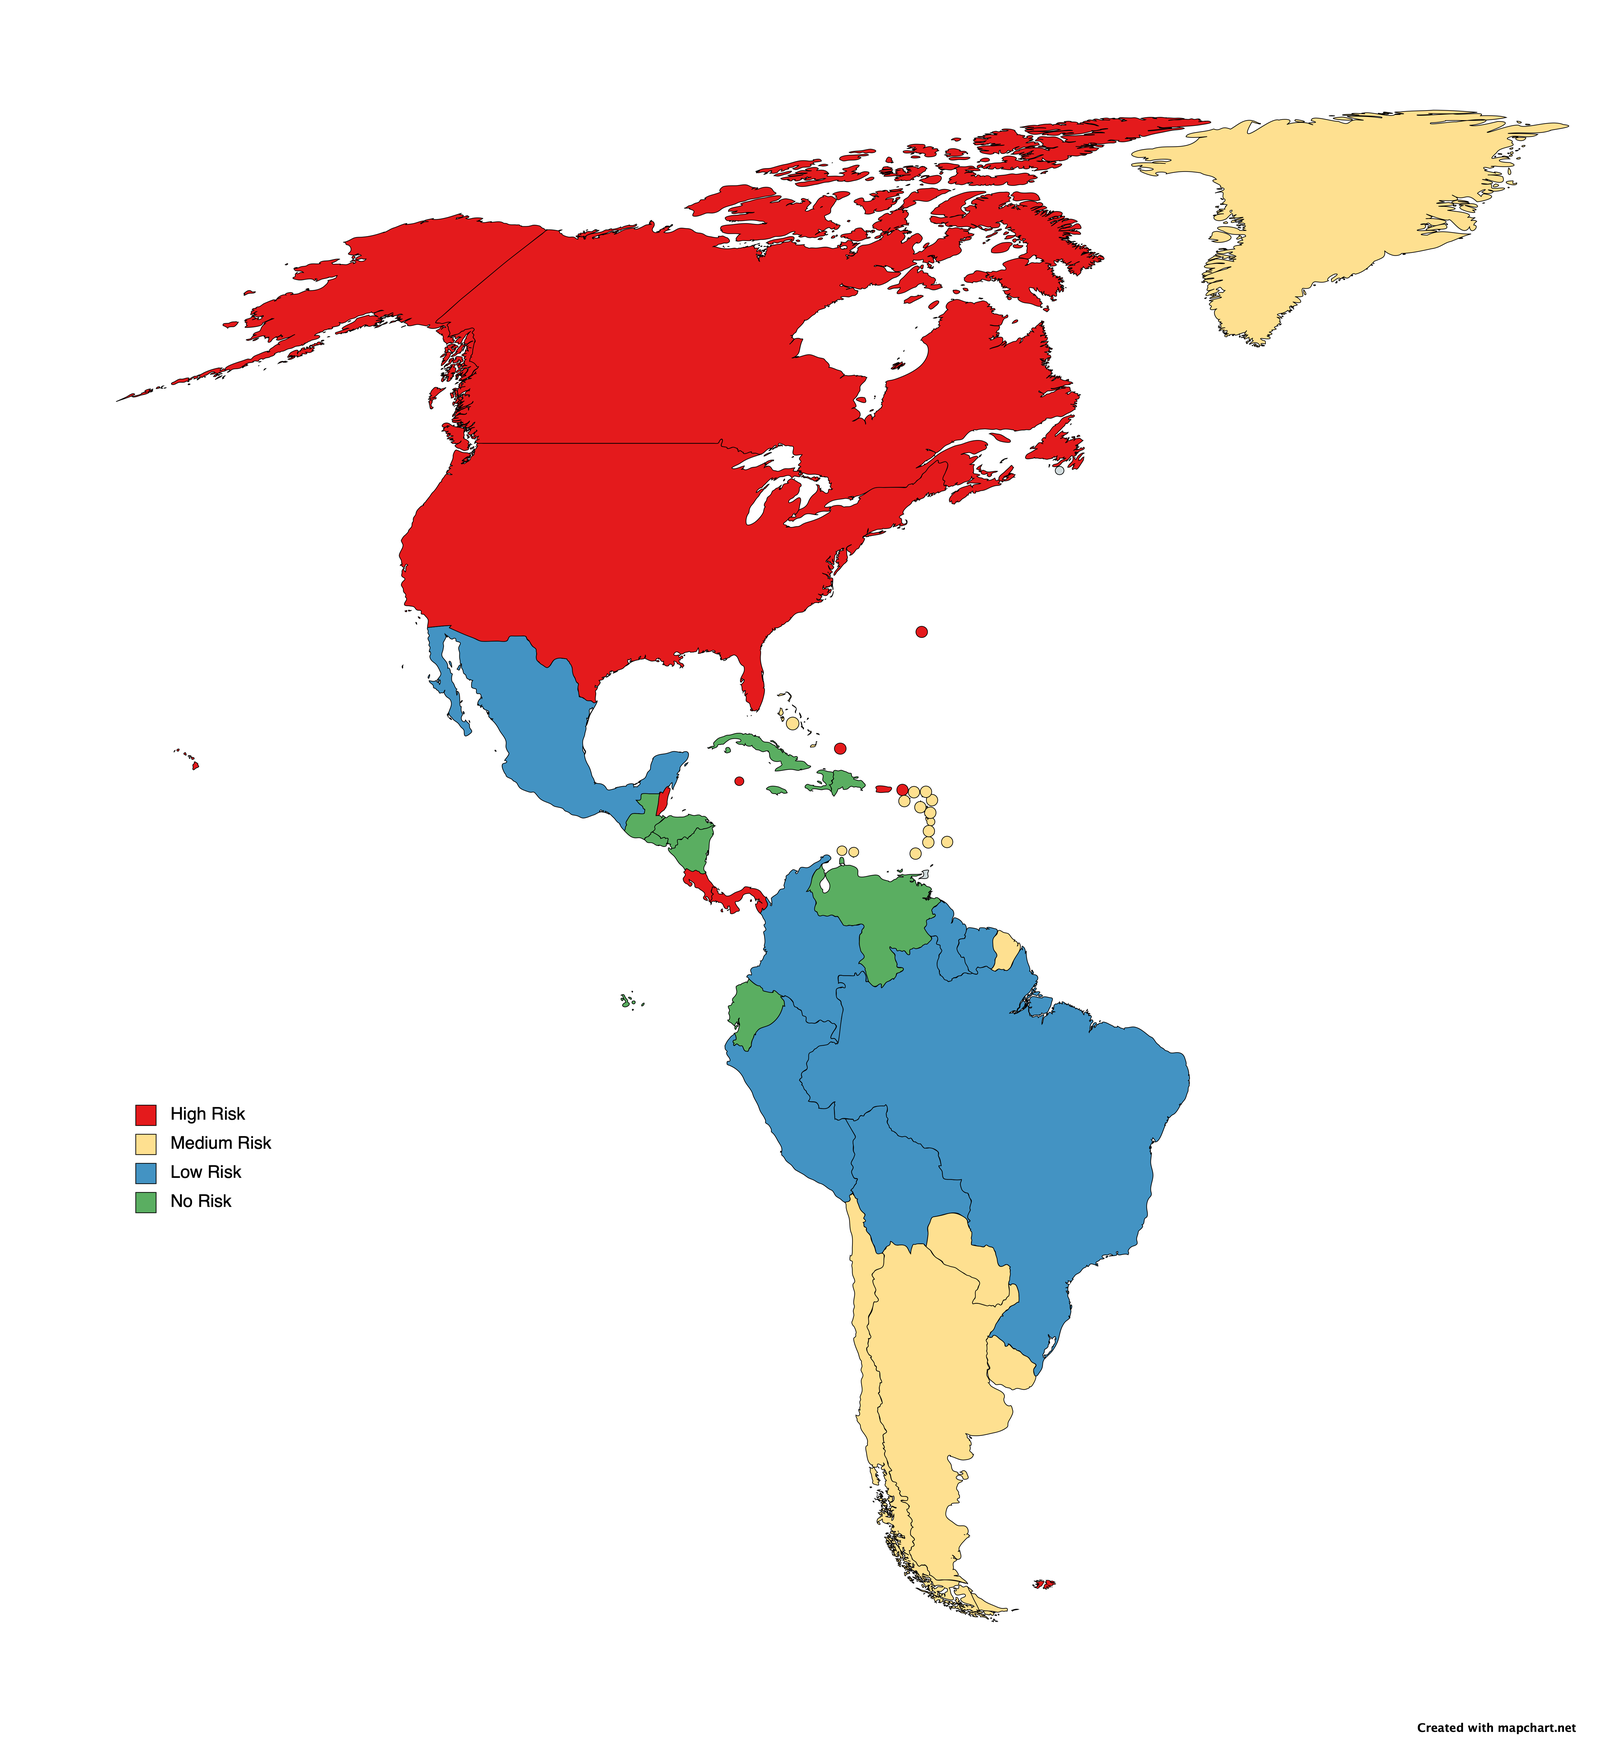 High Risk
Medium Risk
Low Risk
No Risk
Created with mapchart.net